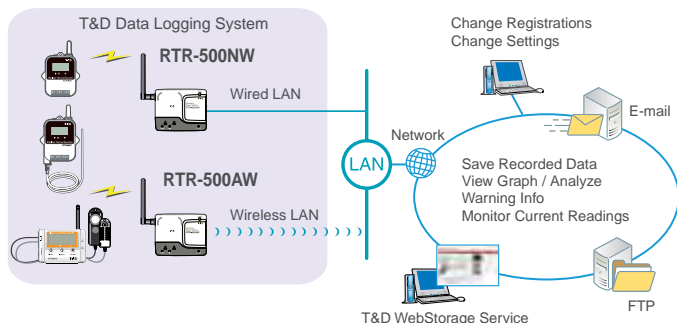 T&D Data Logging System
RTR-500NW
Wired LAN
RTR-500AW
Wireless LAN
LAN
Network
Change Registrations
Change Settings
E-mail
Save Recorded Data
View Graph / Analyze
Warning Info
Monitor Current Readings
FTP
T&D WebStorage Service